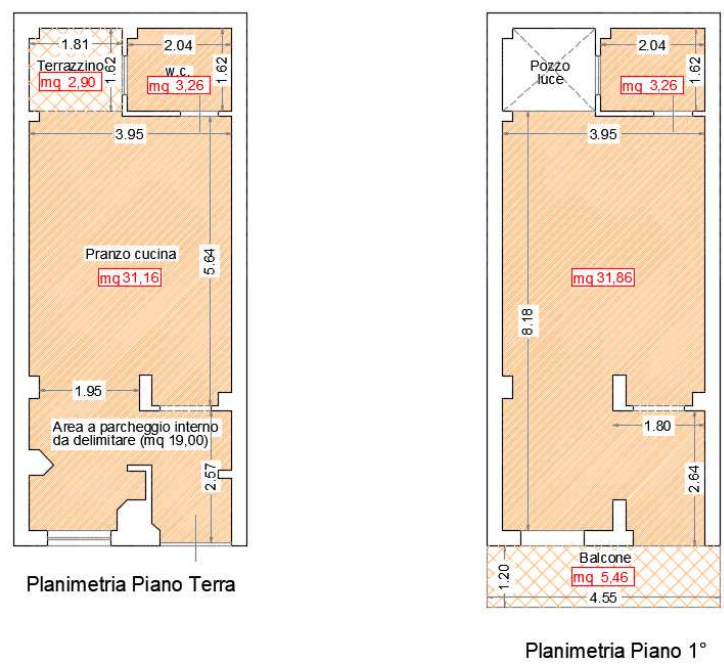 1.81
2.04
Terrazzino
1.62
w.c.
1.62
mq 2,90
mq 3,26
3.95
5.64
Pranzo cucina
mq 31,16
1.95
Area a parcheggio interno
da delimitare (mq 19,00)
2.57
Planimetria Piano Terra
2.04
Pozzo
luce
1.62
mq 3,26
3.95
mq 31,86
8.18
1.80
2.64
Balcone
mq 5,46
1.20
4.55
Planimetria Piano 1°